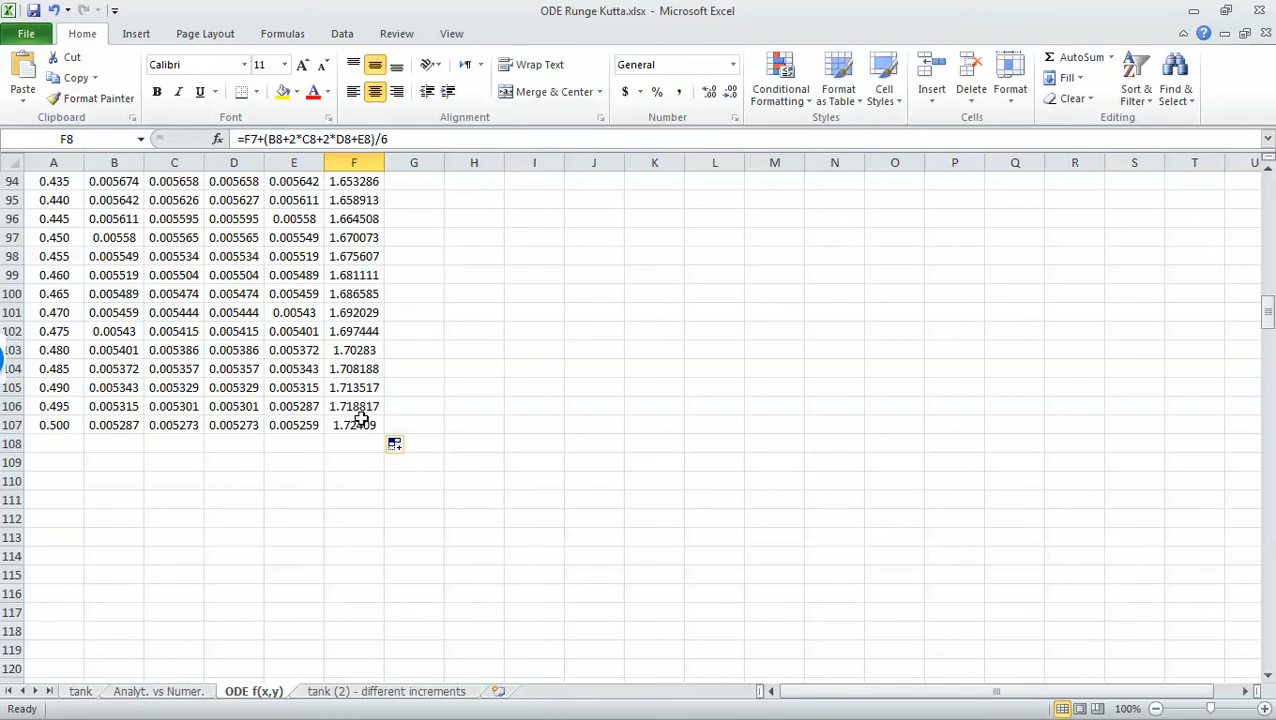 ODE Runge Kutta.xlsx - Microsoft Excel
File Home Insert Page Layout Formulas Data Review View
Paste Cut Copy Format Painter Clipboard
Calibri 11 A A B I U A Font
Wrap Text Merge & Center Alignment
General $ % , .0 .00 .00 .0 Number
Conditional Formatting Format as Table Cell Styles Styles
Insert Delete Format Cells
Σ AutoSum Fill Clear Sort & Filter Find & Select Editing
F8 fx =F7+(B8+2*C8+2*D8+E8)/6
A B C D E F G H I J K L M N O P Q R S T U
94 0.435 0.005674 0.005658 0.005658 0.005642 1.653286
95 0.440 0.005642 0.005626 0.005627 0.005611 1.658913
96 0.445 0.005611 0.005595 0.005595 0.00558 1.664508
97 0.450 0.00558 0.005565 0.005565 0.005549 1.670073
98 0.455 0.005549 0.005534 0.005534 0.005519 1.675607
99 0.460 0.005519 0.005504 0.005504 0.005489 1.681111
100 0.465 0.005489 0.005474 0.005474 0.005459 1.686585
101 0.470 0.005459 0.005444 0.005444 0.00543 1.692029
102 0.475 0.00543 0.005415 0.005415 0.005401 1.697444
103 0.480 0.005401 0.005386 0.005386 0.005372 1.70283
104 0.485 0.005372 0.005357 0.005357 0.005343 1.708188
105 0.490 0.005343 0.005329 0.005329 0.005315 1.713517
106 0.495 0.005315 0.005301 0.005301 0.005287 1.718817
107 0.500 0.005287 0.005273 0.005273 0.005259 1.72409
108
109
110
111
112
113
114
115
116
117
118
119
120
tank Analyt. vs Numer. ODE f(x,y) tank (2) - different increments
Ready 100%